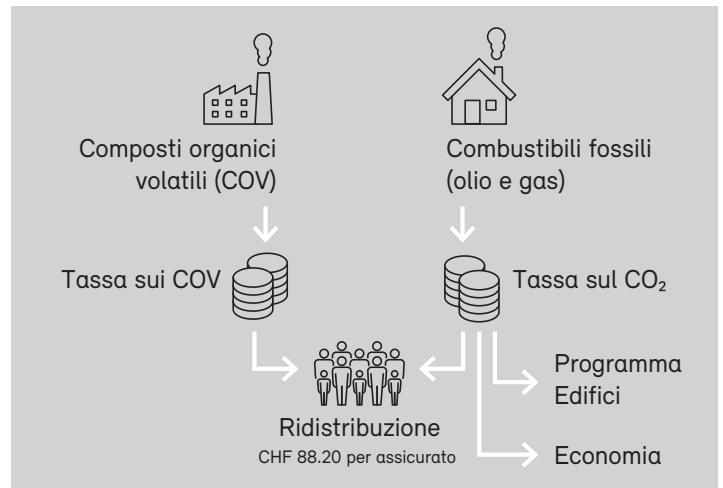 Composti organici
volatili (COV)
Combustibili fossili
(olio e gas)
Tassa sui COV
Tassa sul CO₂
Ridistribuzione
CHF 88.20 per assicurato
Programma
Edifici
Economia